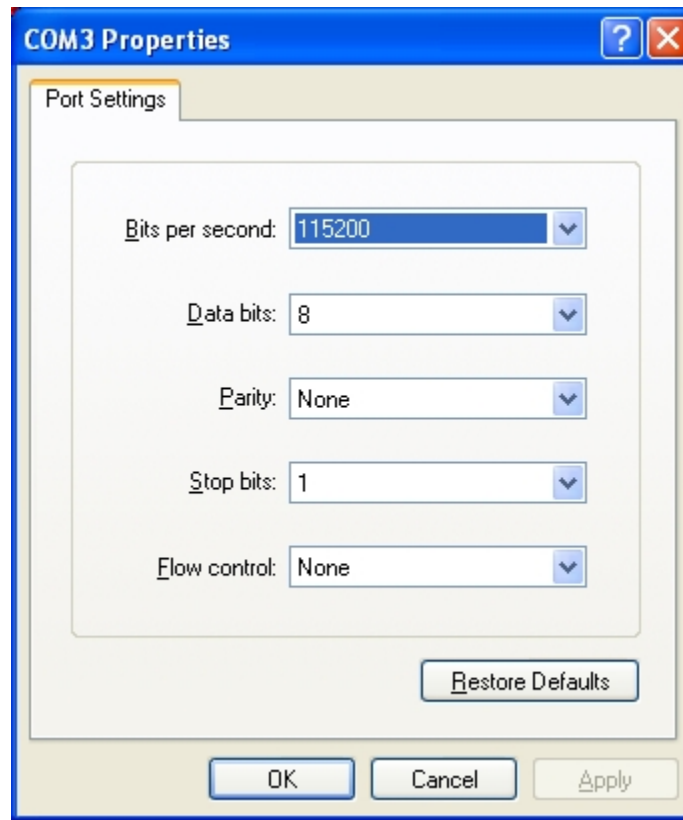 COM3 Properties
Port Settings
Bits per second: 115200
Data bits: 8
Parity: None
Stop bits: 1
Flow control: None
Restore Defaults
OK Cancel Apply